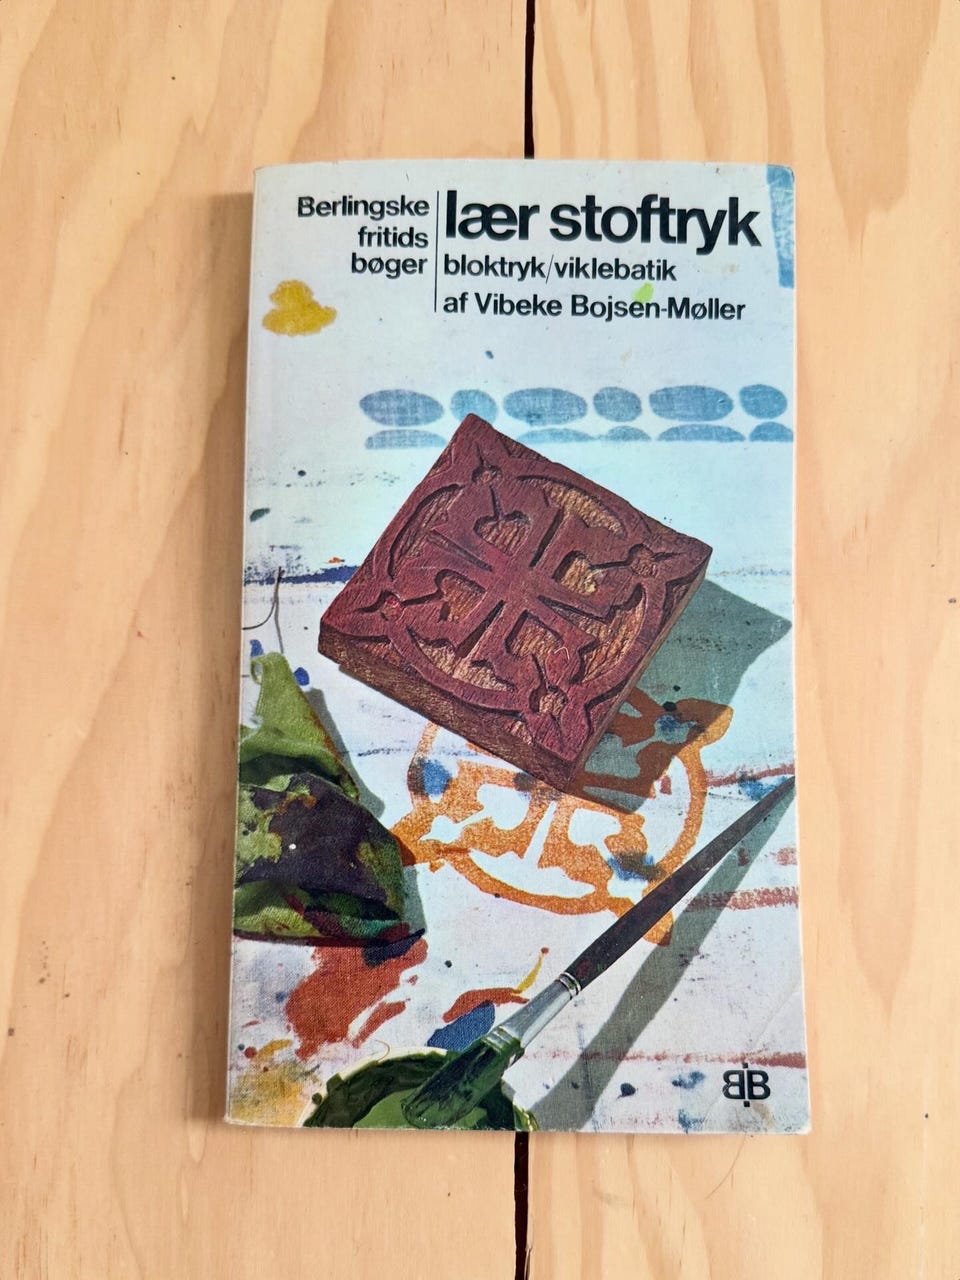 Berlingske
fritids
bøger
lær stoftryk
bloktryk/viklebatik
af Vibeke Bojsen-Møller
BB